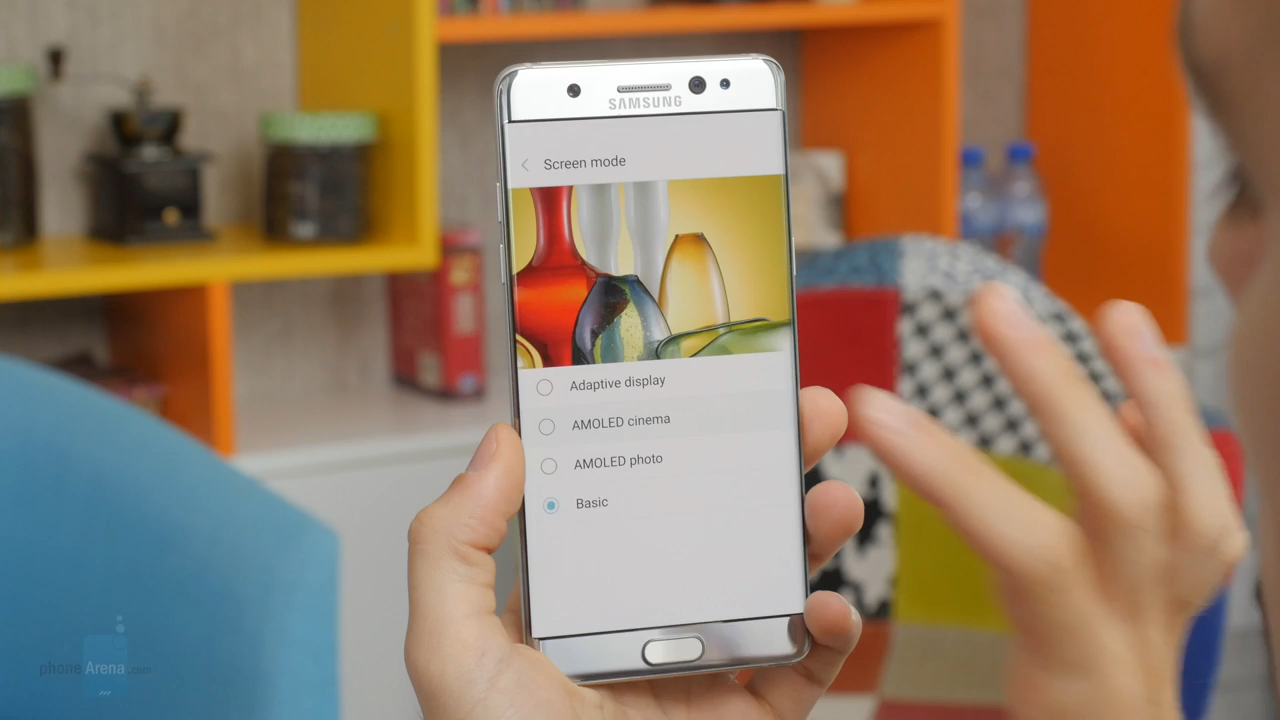 SAMSUNG
Screen mode
Adaptive display
AMOLED cinema
AMOLED photo
Basic
phoneArena.com